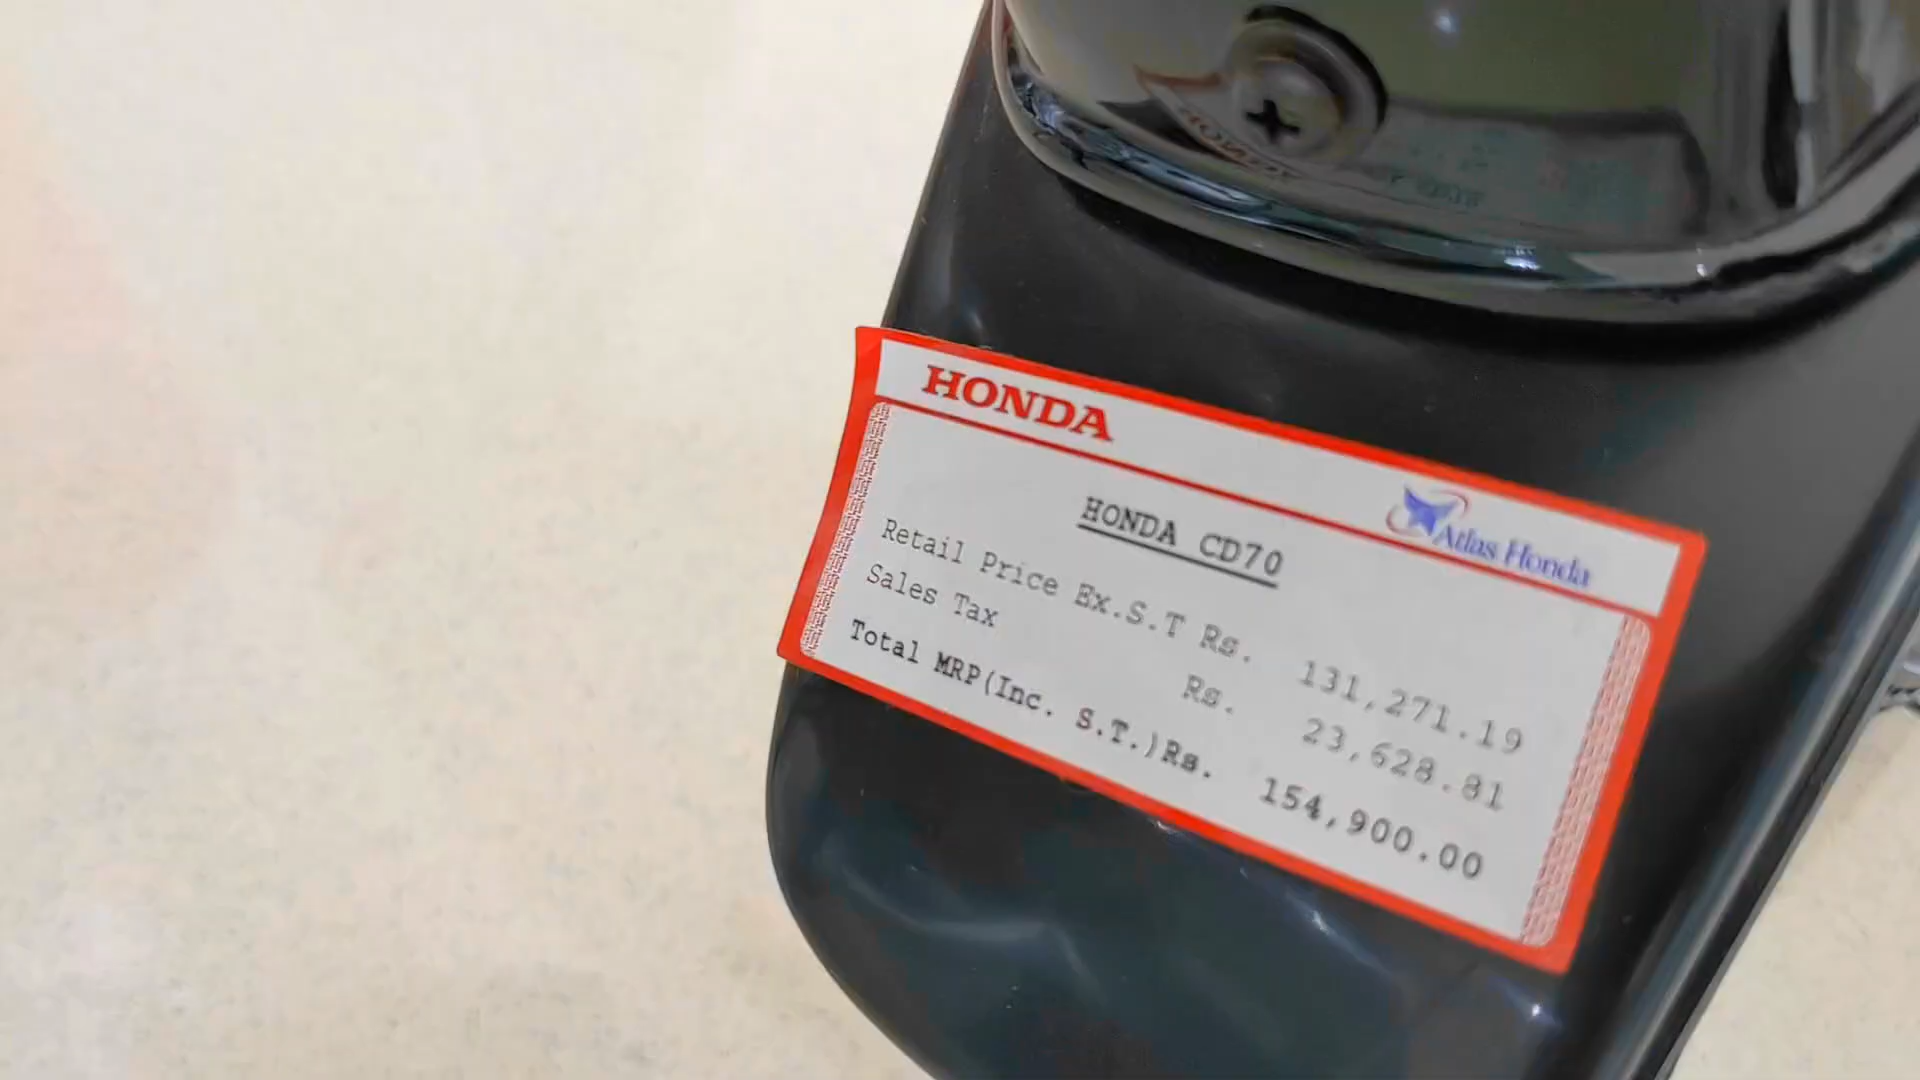 HONDA
Atlas Honda
HONDA CD70
Retail Price Ex.S.T Rs. 131,271.19
Sales Tax Rs. 23,628.81
Total MRP(Inc. S.T.)Rs. 154,900.00